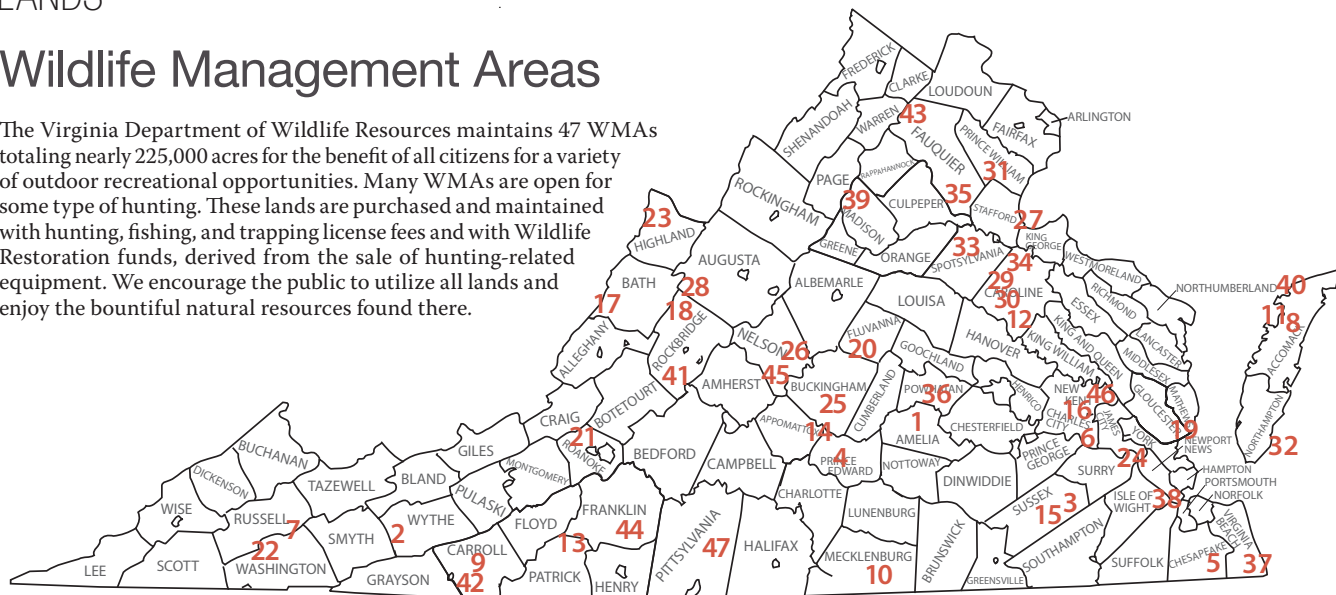 LANDS
Wildlife Management Areas
The Virginia Department of Wildlife Resources maintains 47 WMAs
totaling nearly 225,000 acres for the benefit of all citizens for a variety
of outdoor recreational opportunities. Many WMAs are open for
some type of hunting. These lands are purchased and maintained
with hunting, fishing, and trapping license fees and with Wildlife
Restoration funds, derived from the sale of hunting-related
equipment. We encourage the public to utilize all lands and
enjoy the bountiful natural resources found there.
FREDERICK
CLARKE
LOUDOUN
43
WARREN
SHENANDOAH
FAUQUIER
PRINCE WILLIAM
FAIRFAX
ARLINGTON
31
PAGE
RAPPAHANNOCK
39
MADISON
CULPEPER
35
STAFFORD
27
ROCKINGHAM
23
HIGHLAND
GREENE
ORANGE
33
SPOTSYLVANIA
KING
GEORGE
34
WESTMORELAND
AUGUSTA
BATH
28
17
18
ALBEMARLE
LOUISA
29
CAROLINE
30
12
RICHMOND
ESSEX
NORTHUMBERLAND
40
11
8
ACCOMACK
ALLEGHANY
ROCKBRIDGE
NELSON
26
FLUVANNA
20
GOOCHLAND
HANOVER
KING WILLIAM
KING AND QUEEN
LANCASTER
MIDDLESEX
41
AMHERST
45
BUCKINGHAM
25
CUMBERLAND
POWHATAN
36
HENRICO
NEW
KENT
46
16
CHARLES
CITY
JAMES
CITY
GLOUCESTER
MATHEWS
NORTHAMPTON
32
BOTETOURT
CRAIG
21
ROANOKE
BEDFORD
CAMPBELL
APPOMATTOX
14
4
PRINCE
EDWARD
1
AMELIA
CHESTERFIELD
6
YORK
19
NEWPORT
NEWS
NOTTOWAY
PRINCE
GEORGE
SURRY
24
HAMPTON
PORTSMOUTH
NORFOLK
BUCHANAN
DICKENSON
TAZEWELL
GILES
BLAND
MONTGOMERY
PULASKI
WISE
RUSSELL
7
22
WASHINGTON
SMYTH
2
WYTHE
FLOYD
FRANKLIN
44
13
CHARLOTTE
LUNENBURG
DINWIDDIE
SUSSEX
15
3
ISLE OF
WIGHT
38
VIRGINIA
BEACH
LEE
SCOTT
GRAYSON
CARROLL
9
42
PATRICK
HENRY
PITTSYLVANIA
47
HALIFAX
MECKLENBURG
10
BRUNSWICK
GREENSVILLE
SOUTHAMPTON
SUFFOLK
CHESAPEAKE
5
37